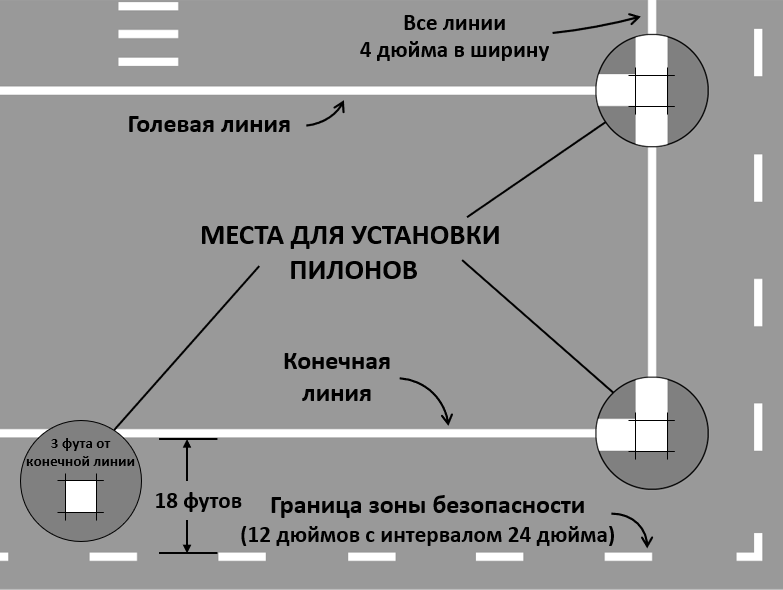 Все линии
4 дюйма в ширину
Голевая линия
МЕСТА ДЛЯ УСТАНОВКИ
ПИЛОНОВ
Конечная
линия
3 фута от
конечной линии
18 футов
Граница зоны безопасности
(12 дюймов с интервалом 24 дюйма)